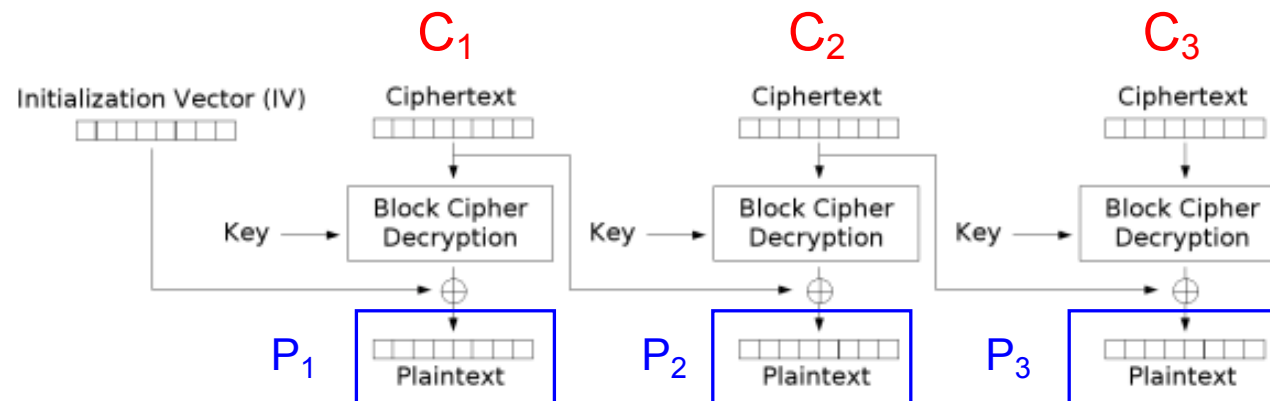 C₁
C₂
C₃
Initialization Vector (IV)
Ciphertext
Ciphertext
Ciphertext
Key
Block Cipher
Decryption
Key
Block Cipher
Decryption
Key
Block Cipher
Decryption
P₁
Plaintext
P₂
Plaintext
P₃
Plaintext